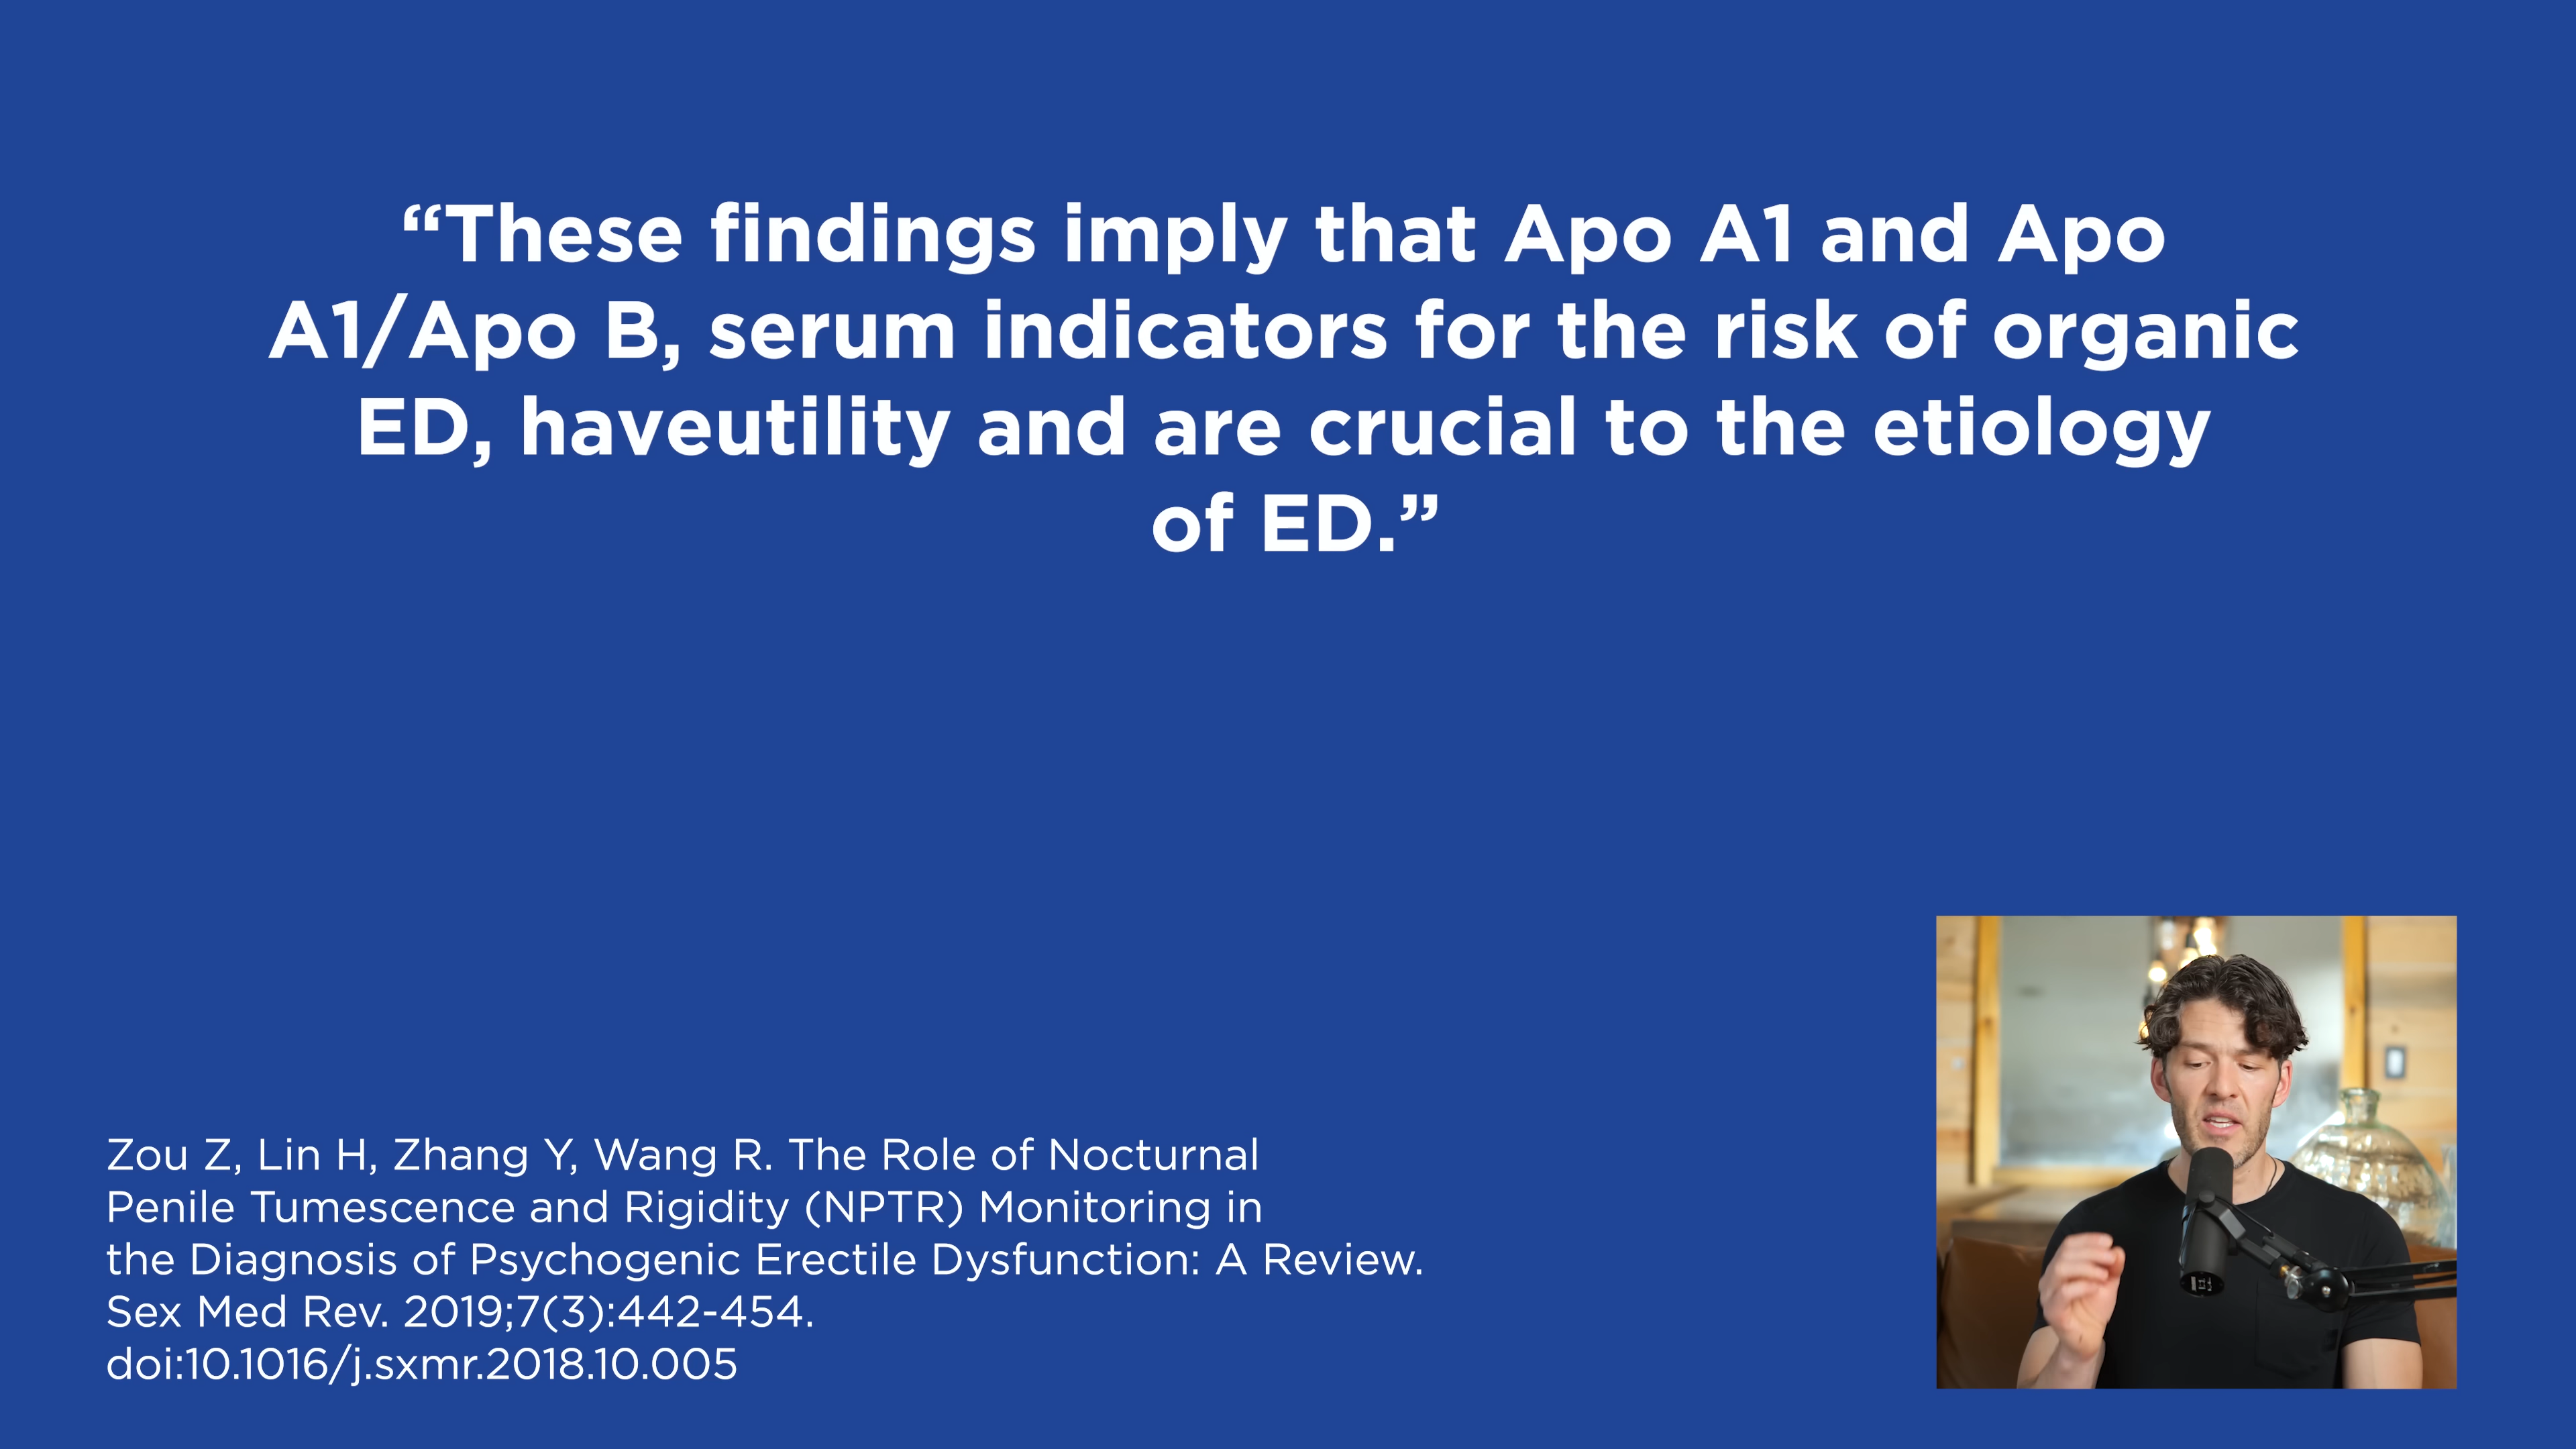 “These findings imply that Apo A1 and Apo
A1/Apo B, serum indicators for the risk of organic
ED, haveutility and are crucial to the etiology
of ED.”
Zou Z, Lin H, Zhang Y, Wang R. The Role of Nocturnal
Penile Tumescence and Rigidity (NPTR) Monitoring in
the Diagnosis of Psychogenic Erectile Dysfunction: A Review.
Sex Med Rev. 2019;7(3):442-454.
doi:10.1016/j.sxmr.2018.10.005